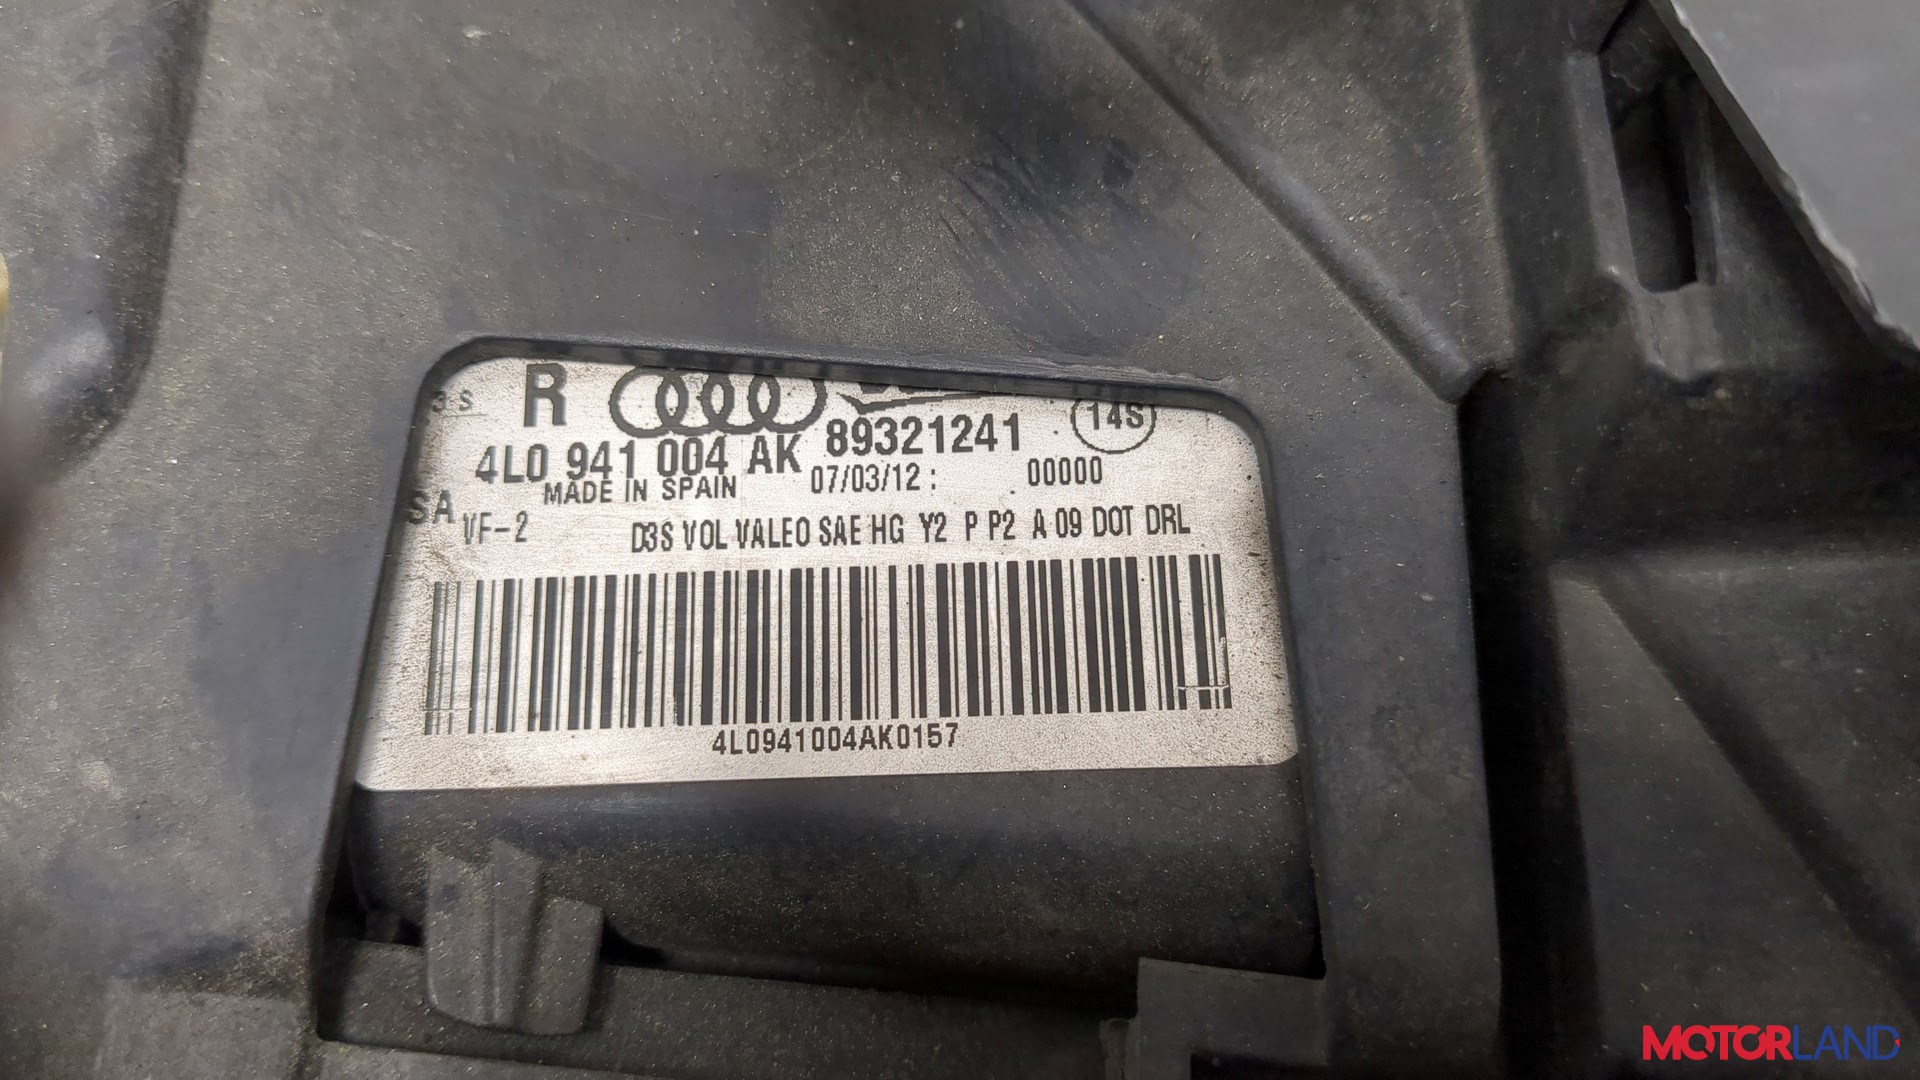 3 S R 14S
4L0 941 004 AK 89321241
MADE IN SPAIN 07/03/12 : 00000
SA VF-2 D3S VOL VALEO SAE HG Y2 P P2 A 09 DOT DRL
4L0941004AK0157
MOTORLAND